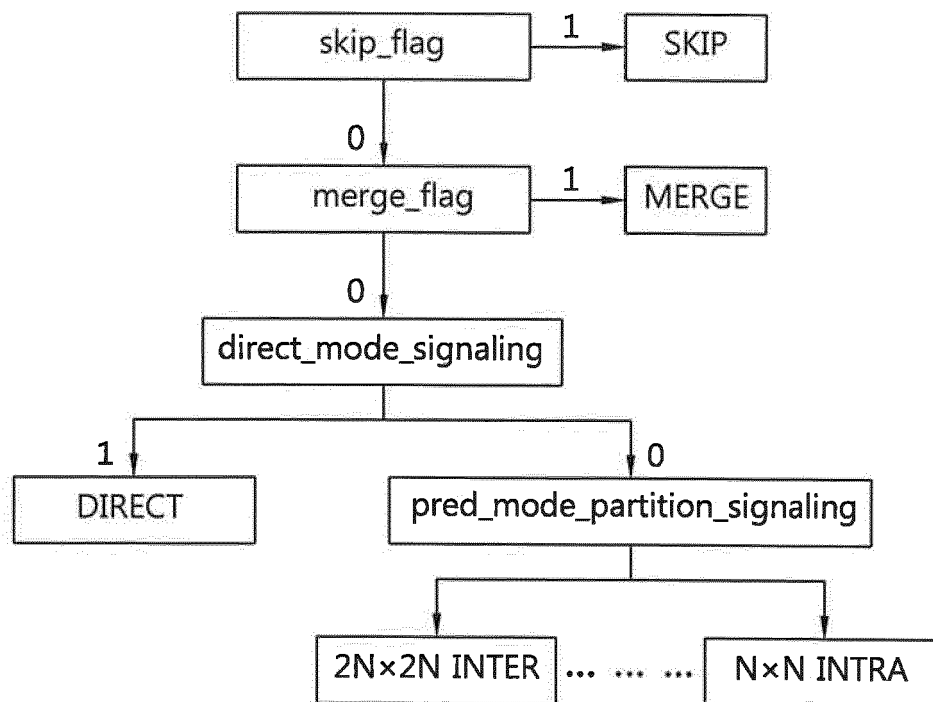 skip_flag 1 SKIP
0
merge_flag 1 MERGE
0
direct_mode_signaling
1 0
DIRECT pred_mode_partition_signaling
2N×2N INTER ... ... ... N×N INTRA